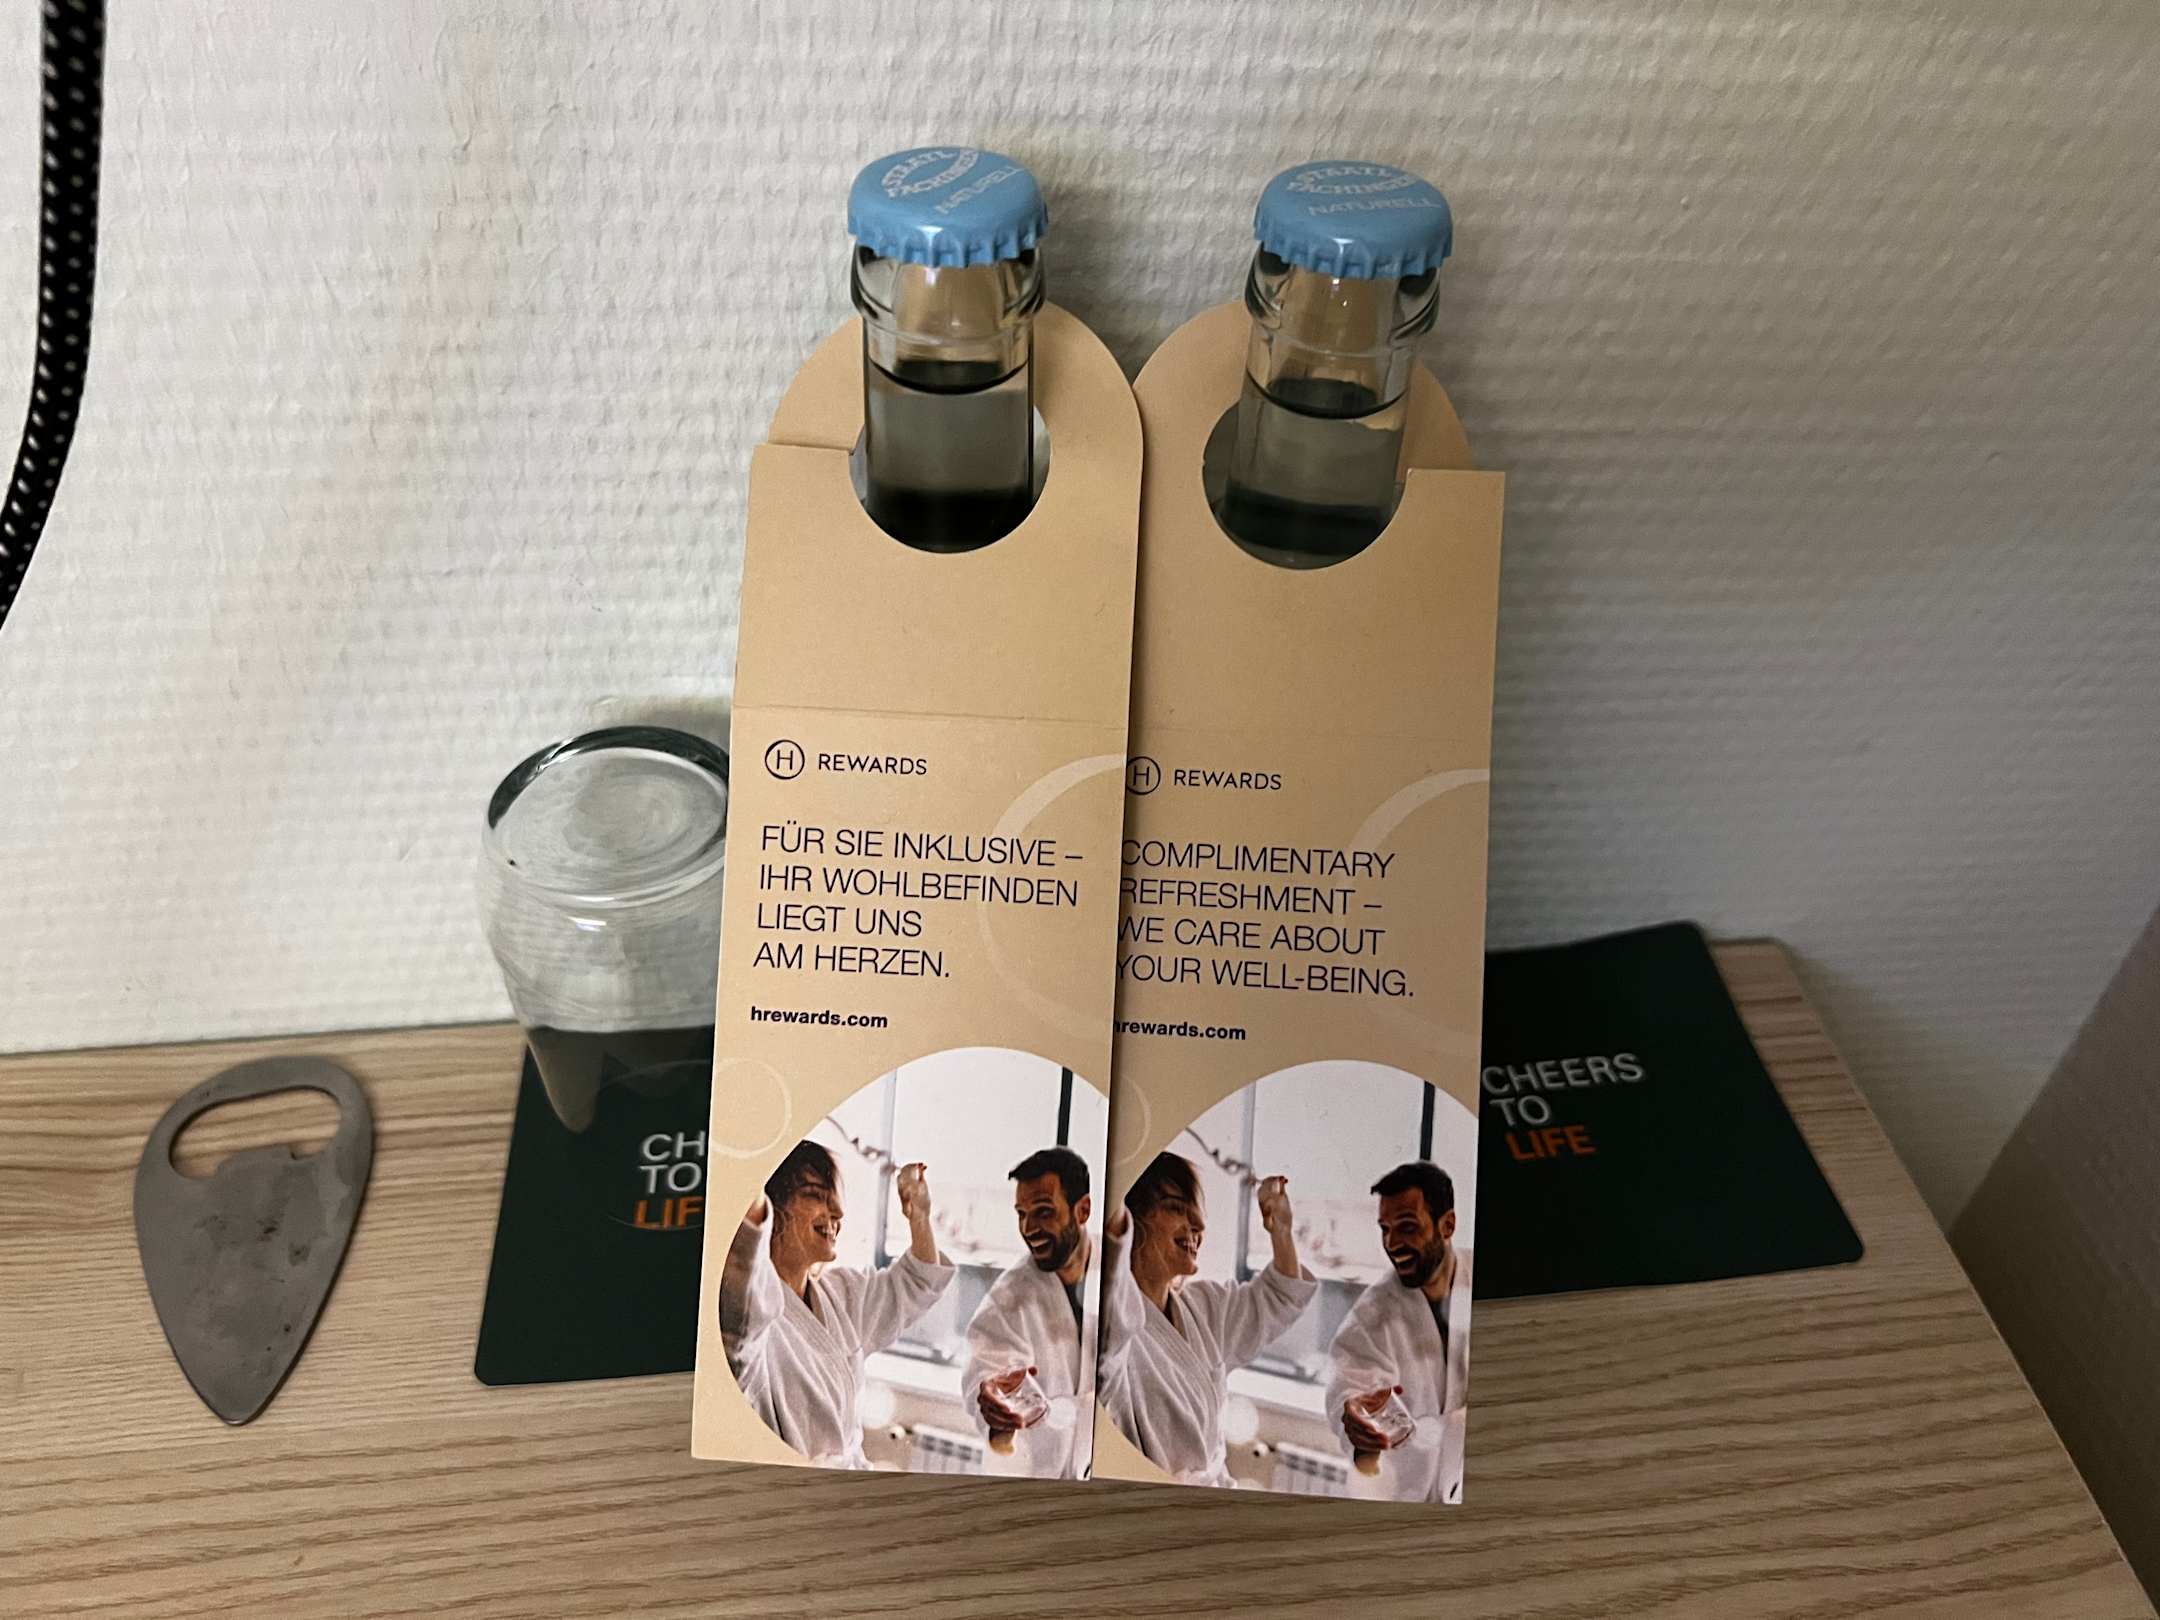 STAATL.
FACHINGEN
NATURELL
STAATL.
FACHINGEN
NATURELL
H REWARDS
FÜR SIE INKLUSIVE –
IHR WOHLBEFINDEN
LIEGT UNS
AM HERZEN.
hrewards.com
H REWARDS
COMPLIMENTARY
REFRESHMENT –
WE CARE ABOUT
YOUR WELL-BEING.
hrewards.com
CH
TO
LIF
CHEERS
TO
LIFE